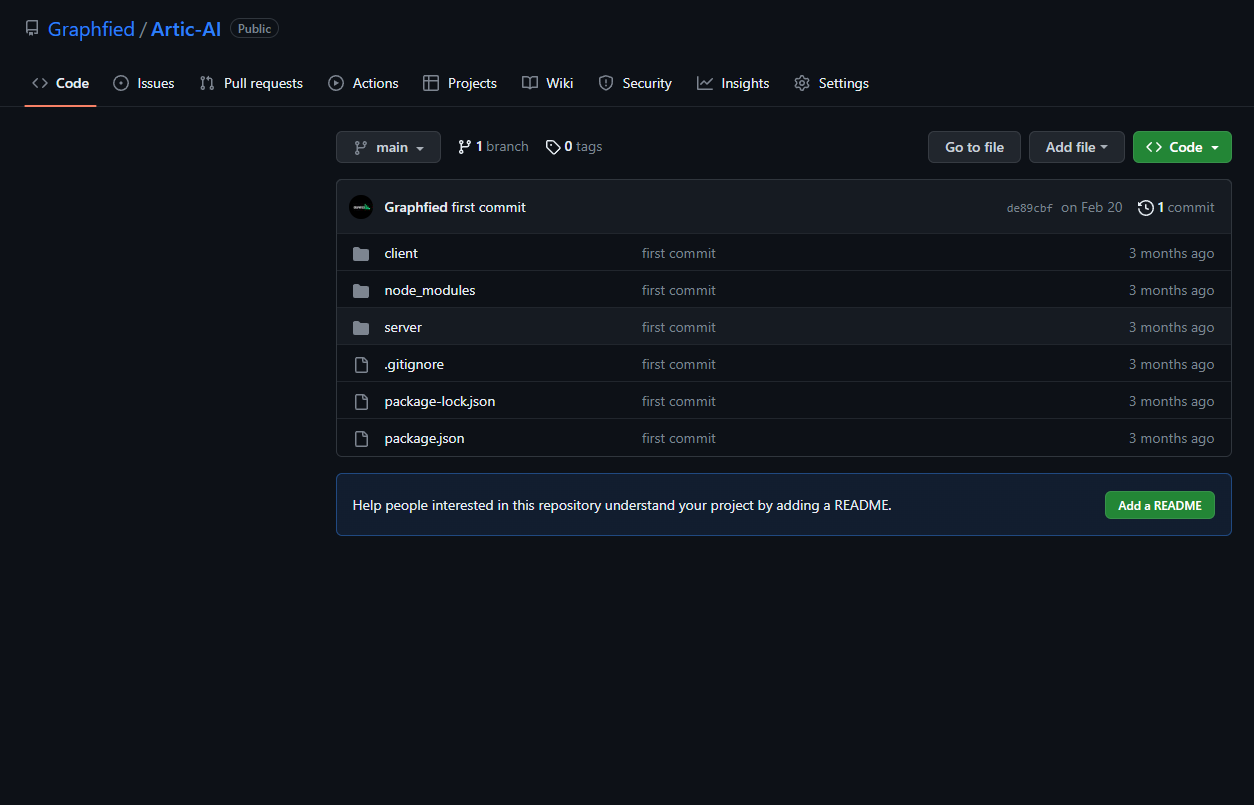 Graphfied / Artic-AI Public
Code Issues Pull requests Actions Projects Wiki Security Insights Settings
main 1 branch 0 tags Go to file Add file Code
Graphfied first commit de89cbf on Feb 20 1 commit
client first commit 3 months ago
node_modules first commit 3 months ago
server first commit 3 months ago
.gitignore first commit 3 months ago
package-lock.json first commit 3 months ago
package.json first commit 3 months ago
Help people interested in this repository understand your project by adding a README. Add a README